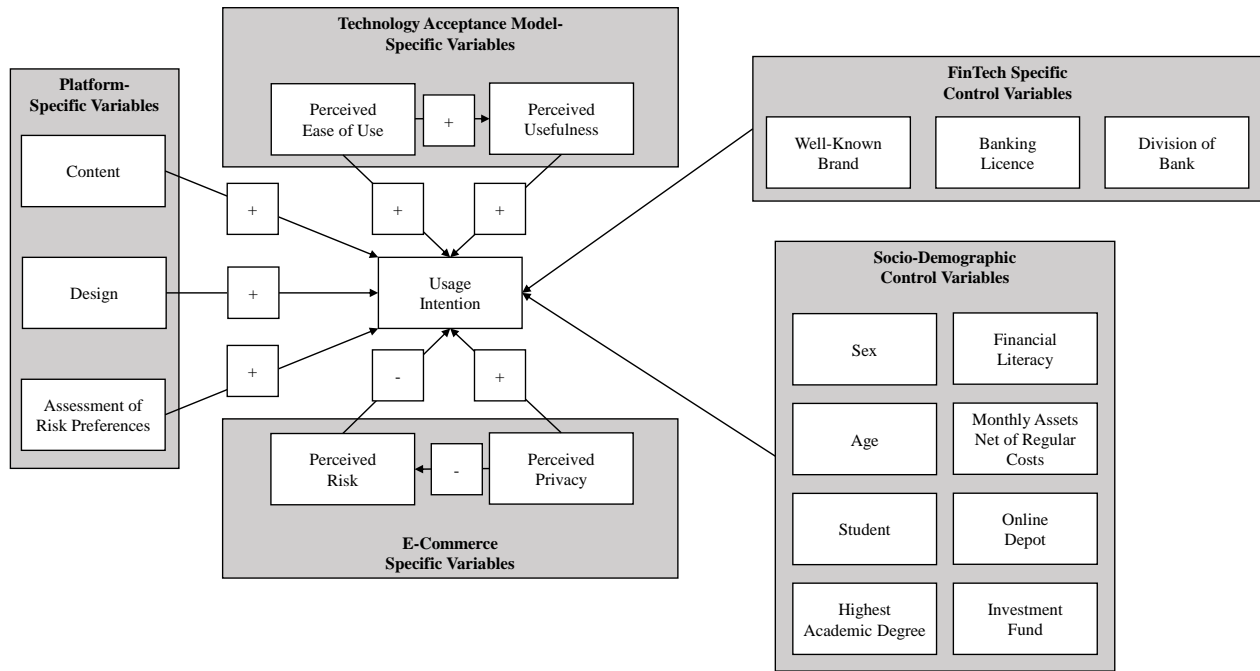 Technology Acceptance Model-
Specific Variables
Perceived
Ease of Use
+
Perceived
Usefulness
Platform-
Specific Variables
Content
Design
Assessment of
Risk Preferences
+
+
+
+
+
Usage
Intention
-
+
Perceived
Risk
-
Perceived
Privacy
E-Commerce
Specific Variables
FinTech Specific
Control Variables
Well-Known
Brand
Banking
Licence
Division of
Bank
Socio-Demographic
Control Variables
Sex
Financial
Literacy
Age
Monthly Assets
Net of Regular
Costs
Student
Online
Depot
Highest
Academic Degree
Investment
Fund